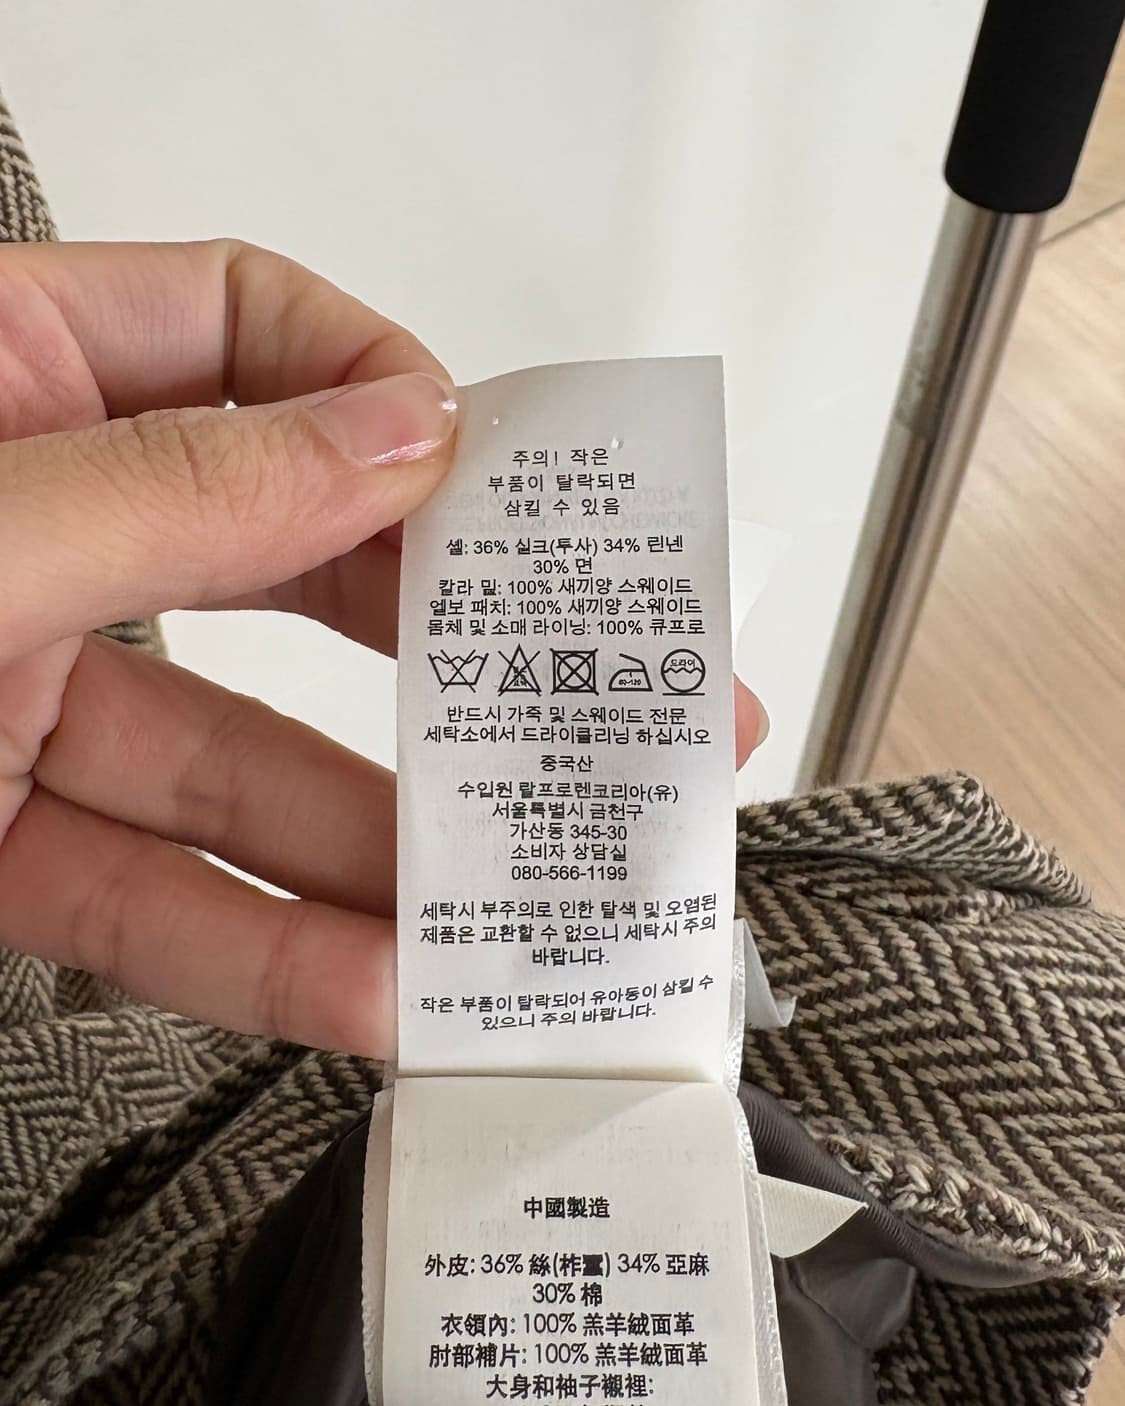 주의! 작은
부품이 탈락되면
삼킬 수 있음
셸: 36% 실크(투사) 34% 린넨
30% 면
칼라 밑: 100% 새끼양 스웨이드
엘보 패치: 100% 새끼양 스웨이드
몸체 및 소매 라이닝: 100% 큐프로
드라이
반드시 가죽 및 스웨이드 전문
세탁소에서 드라이클리닝 하십시오
중국산
수입원 랄프로렌코리아(유)
서울특별시 금천구
가산동 345-30
소비자 상담실
080-566-1199
세탁시 부주의로 인한 탈색 및 오염된
제품은 교환할 수 없으니 세탁시 주의
바랍니다.
작은 부품이 탈락되어 유아동이 삼킬 수
있으니 주의 바랍니다.
中國製造
外皮: 36% 絲(柞蠶) 34% 亞麻
30% 棉
衣領內: 100% 羔羊絨面革
肘部補片: 100% 羔羊絨面革
大身和袖子襯裡: